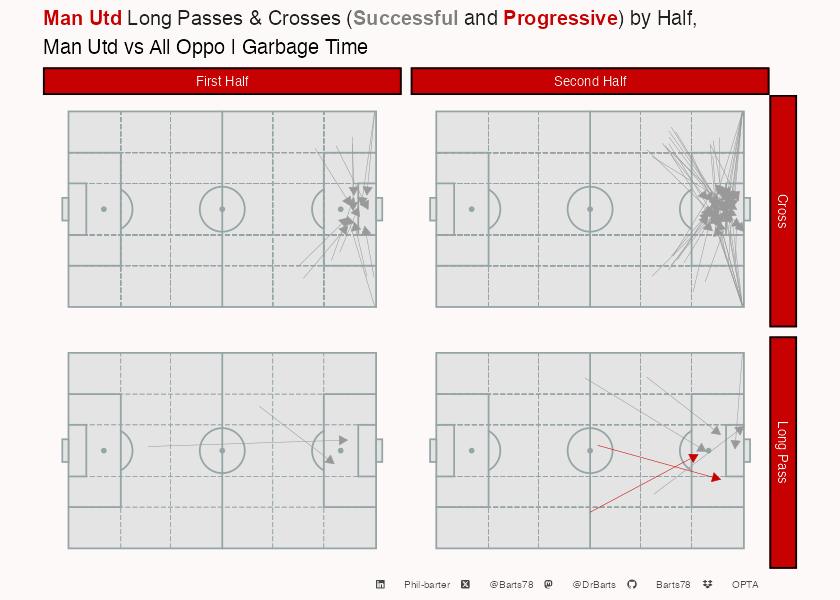 Man Utd Long Passes & Crosses (Successful and Progressive) by Half,
Man Utd vs All Oppo I Garbage Time
First Half
Second Half
Cross
Long Pass
Phil-barter @Barts78 @DrBarts Barts78 OPTA